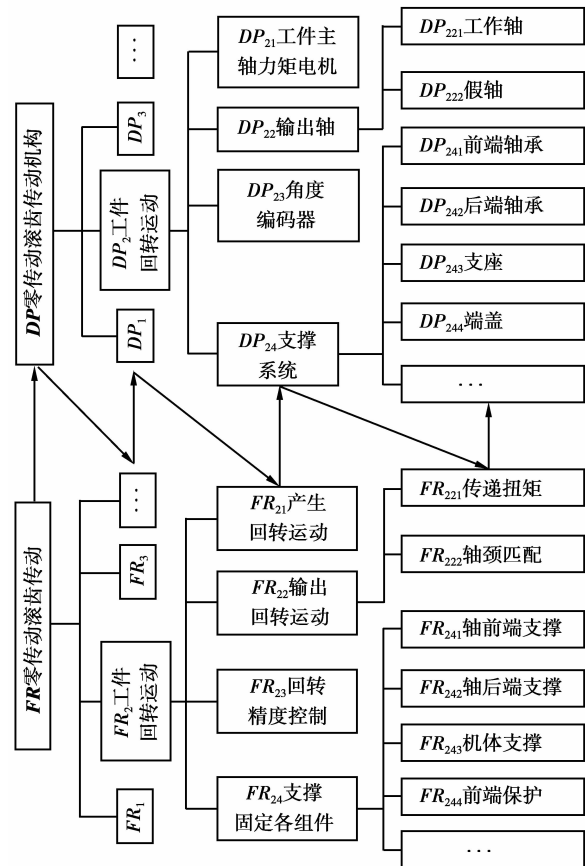 DP零传动滚齿传动机构
...
DP₃
DP₂工件
回转运动
DP₁
DP₂₁工件主
轴力矩电机
DP₂₂输出轴
DP₂₃角度
编码器
DP₂₄支撑
系统
DP₂₂₁工作轴
DP₂₂₂假轴
DP₂₄₁前端轴承
DP₂₄₂后端轴承
DP₂₄₃支座
DP₂₄₄端盖
...
FR零传动滚齿传动
...
FR₃
FR₂工件
回转运动
FR₁
FR₂₁产生
回转运动
FR₂₂输出
回转运动
FR₂₃回转
精度控制
FR₂₄支撑
固定各组件
FR₂₂₁传递扭矩
FR₂₂₂轴颈匹配
FR₂₄₁轴前端支撑
FR₂₄₂轴后端支撑
FR₂₄₃机体支撑
FR₂₄₄前端保护
...